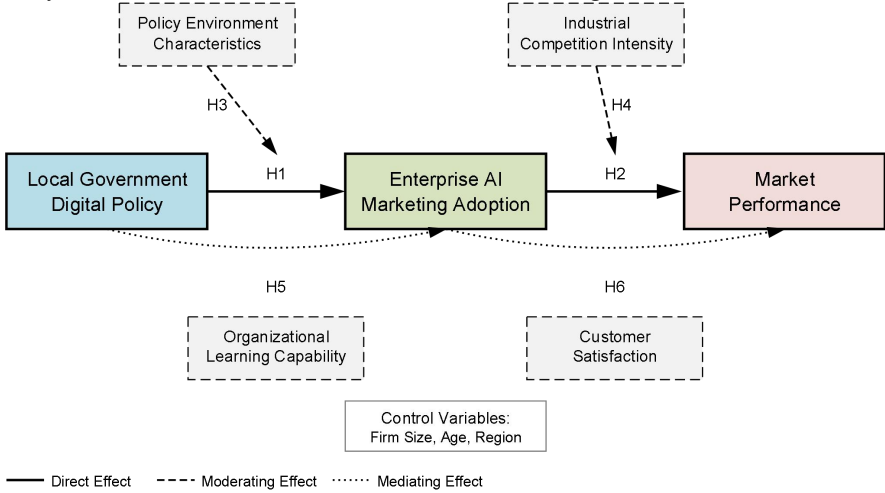 Policy Environment
Characteristics
Industrial
Competition Intensity
H3
H4
Local Government
Digital Policy
H1
Enterprise AI
Marketing Adoption
H2
Market
Performance
H5
H6
Organizational
Learning Capability
Customer
Satisfaction
Control Variables:
Firm Size, Age, Region
Direct Effect
Moderating Effect
Mediating Effect